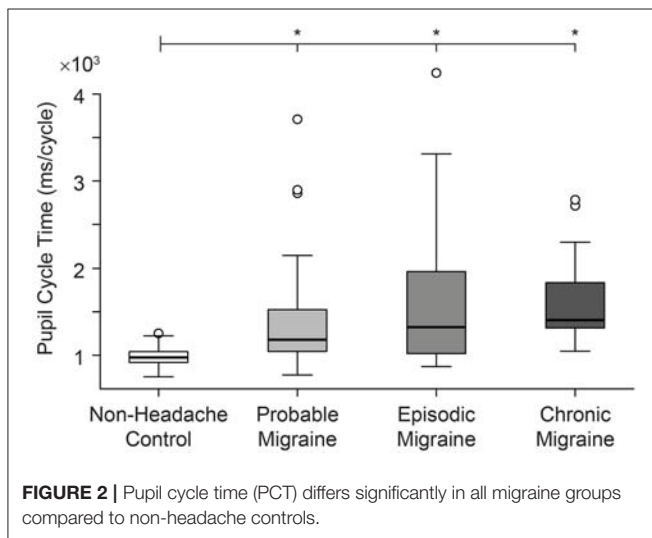 * * *
×10³
4
3
2
1
Pupil Cycle Time (ms/cycle)
Non-Headache
Control
Probable
Migraine
Episodic
Migraine
Chronic
Migraine
FIGURE 2 | Pupil cycle time (PCT) differs significantly in all migraine groups
compared to non-headache controls.